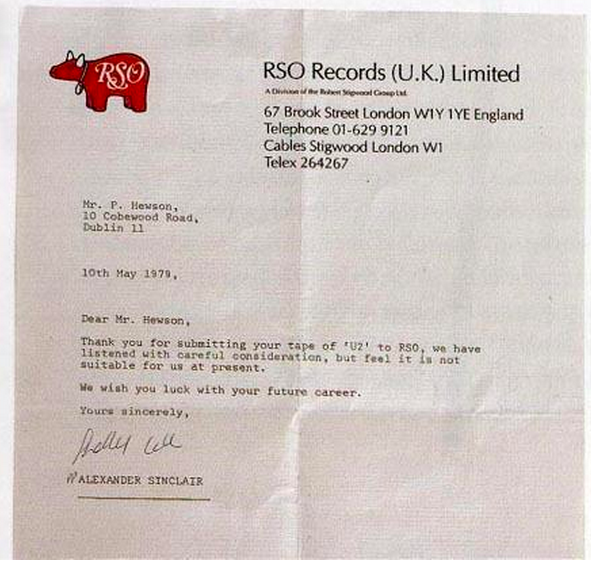 RSO
RSO Records (U.K.) Limited
A Division of the Robert Stigwood Group Ltd.
67 Brook Street London W1Y 1YE England
Telephone 01-629 9121
Cables Stigwood London W1
Telex 264267
Mr. P. Hewson,
10 Cobewood Road,
Dublin 11
10th May 1979,
Dear Mr. Hewson,
Thank you for submitting your tape of 'U2' to RSO, we have
listened with careful consideration, but feel it is not
suitable for us at present.
We wish you luck with your future career.
Yours sincerely,
ALEXANDER SINCLAIR